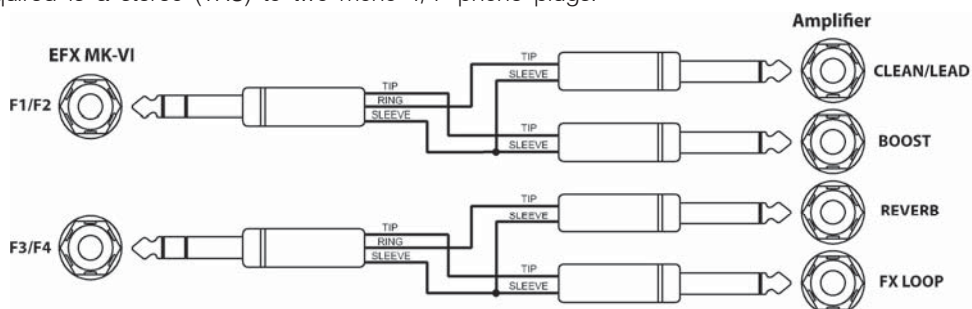 quired is a stereo (TRS) to two mono 1/4" phone plugs.
Amplifier
EFX MK-VI
TIP
SLEEVE
CLEAN/LEAD
F1/F2
TIP
RING
SLEEVE
TIP
SLEEVE
BOOST
TIP
SLEEVE
REVERB
F3/F4
TIP
RING
SLEEVE
TIP
SLEEVE
FX LOOP